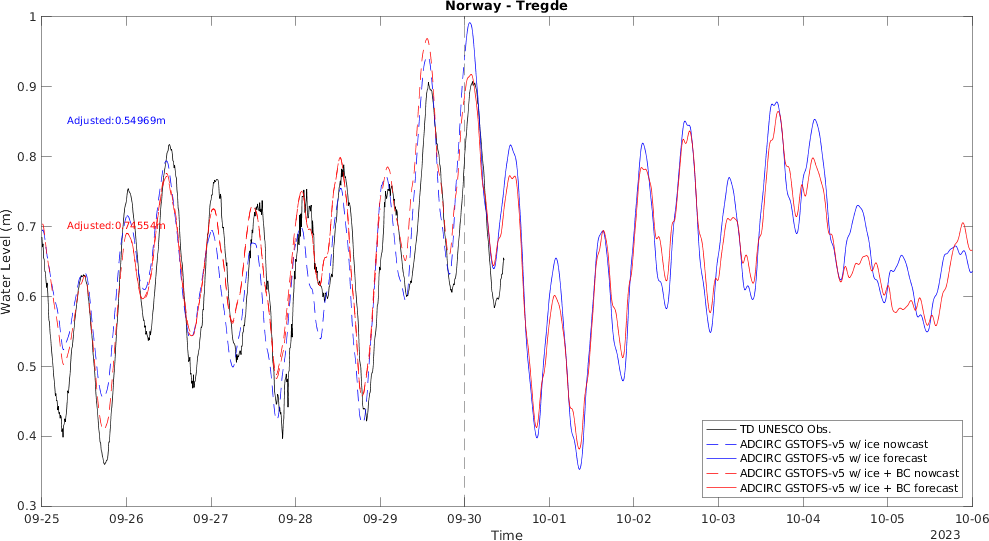 Norway - Tregde
1
0.9
0.8
0.7
0.6
0.5
0.4
0.3
Water Level (m)
Adjusted:0.54969m
Adjusted:0.74554m
TD UNESCO Obs.
ADCIRC GSTOFS-v5 w/ ice nowcast
ADCIRC GSTOFS-v5 w/ ice forecast
ADCIRC GSTOFS-v5 w/ ice + BC nowcast
ADCIRC GSTOFS-v5 w/ ice + BC forecast
09-25 09-26 09-27 09-28 09-29 09-30 10-01 10-02 10-03 10-04 10-05 10-06
Time
2023